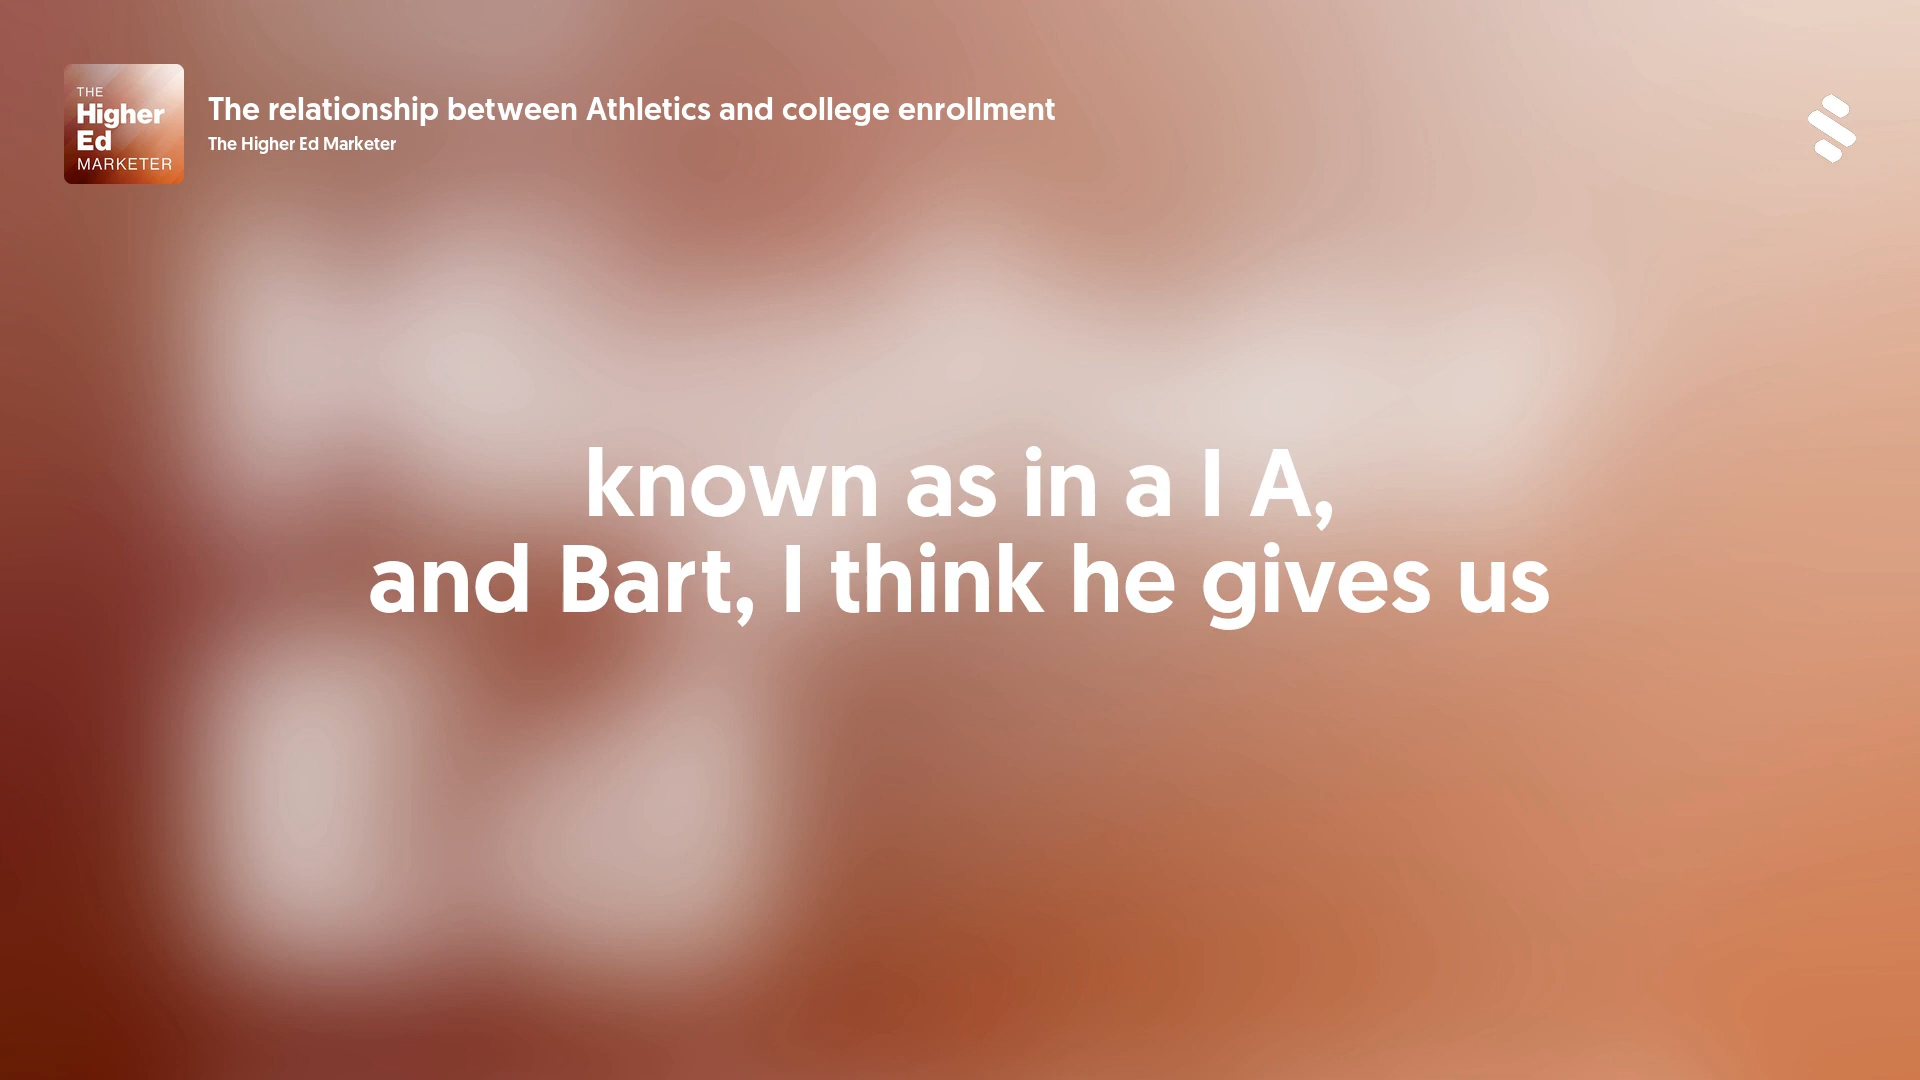 THE
Higher
Ed
MARKETER
The relationship between Athletics and college enrollment
The Higher Ed Marketer
known as in a I A,
and Bart, I think he gives us